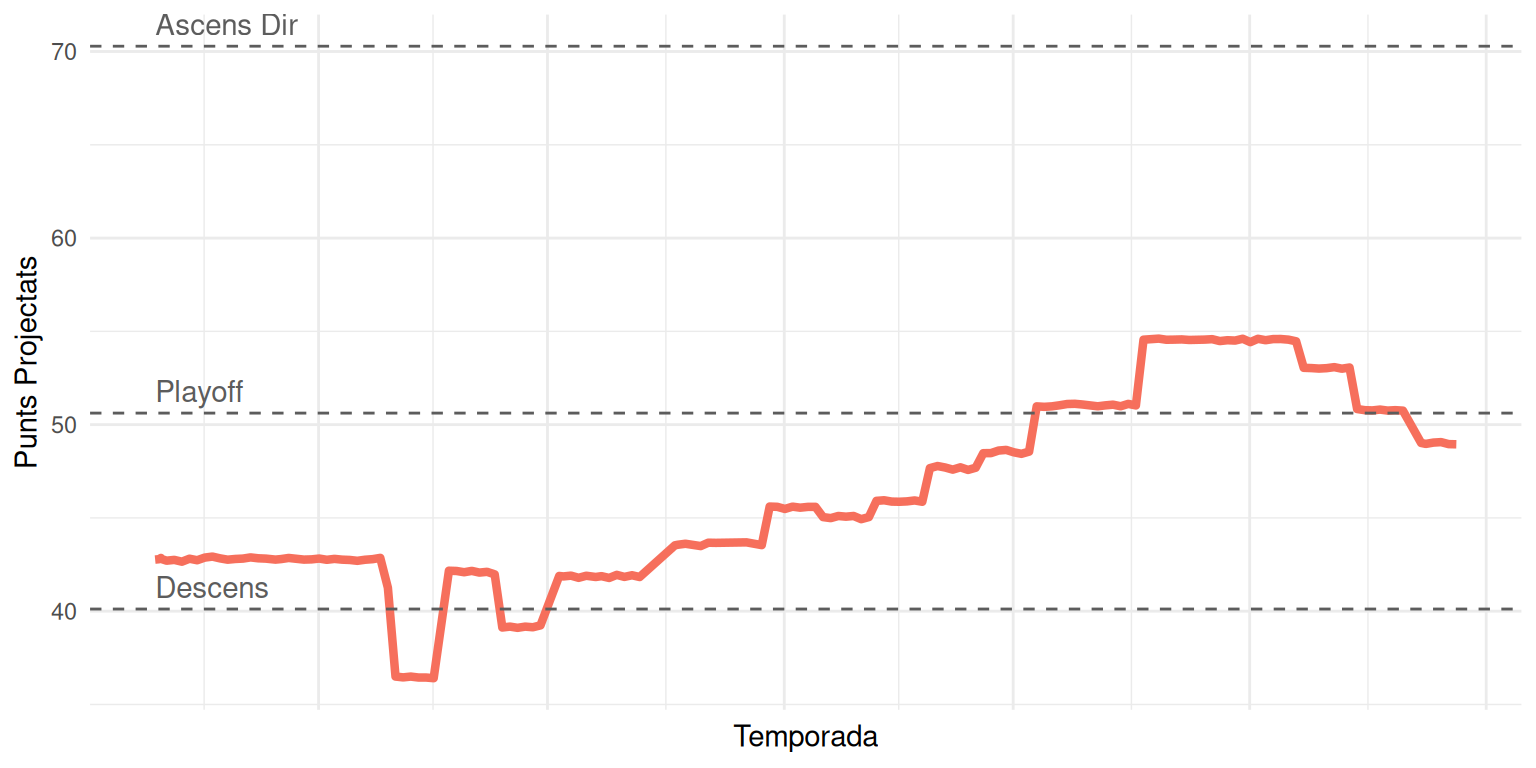 Ascens Dir
70
60
Playoff
50
Descens
40
Punts Projectats
Temporada